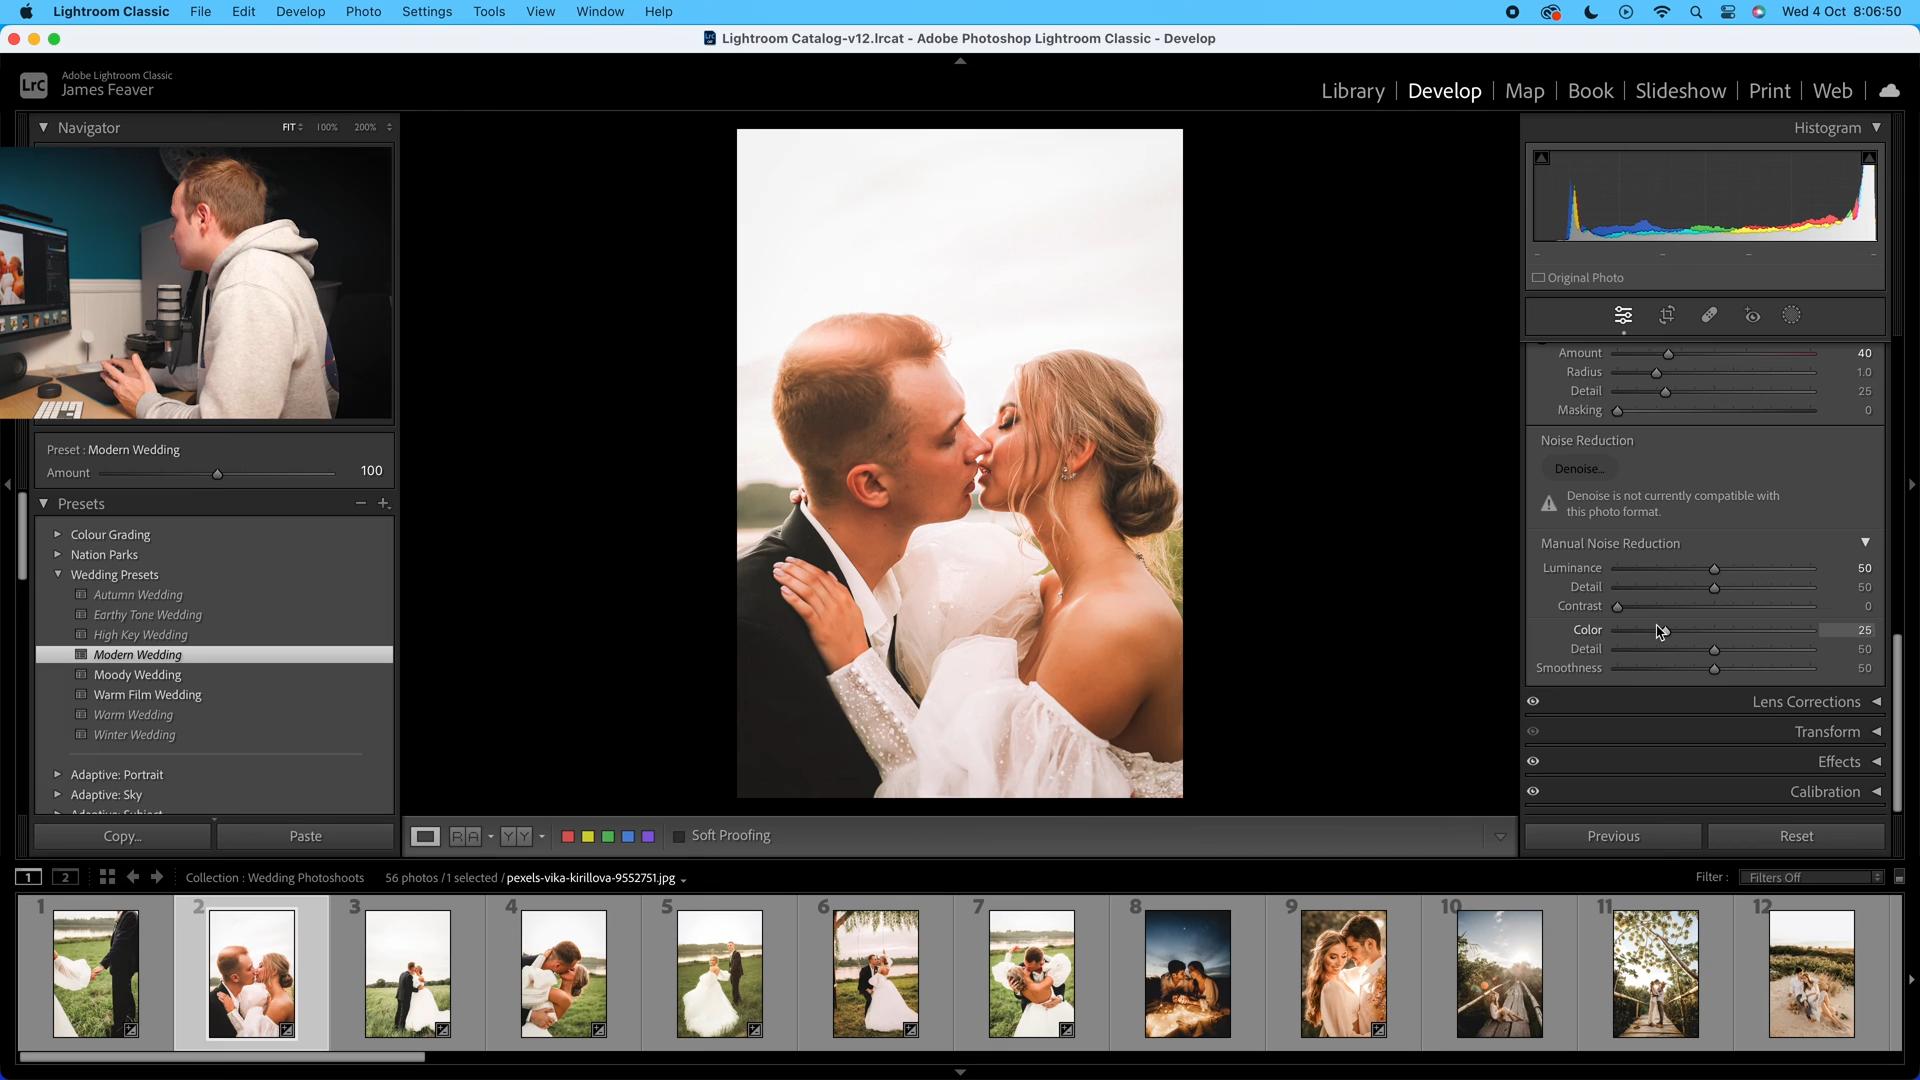 Lightroom Classic File Edit Develop Photo Settings Tools View Window Help Wed 4 Oct 8:06:50
Lightroom Catalog-v12.lrcat - Adobe Photoshop Lightroom Classic - Develop
LrC Adobe Lightroom Classic
James Feaver
Library Develop Map Book Slideshow Print Web
Navigator FIT 100% 200%
Histogram
Original Photo
Amount 40
Radius 1.0
Detail 25
Masking 0
Noise Reduction
Denoise...
Denoise is not currently compatible with
this photo format.
Manual Noise Reduction
Luminance 50
Detail 50
Contrast 0
Color 25
Detail 50
Smoothness 50
Lens Corrections
Transform
Effects
Calibration
Previous Reset
Preset : Modern Wedding
Amount 100
Presets
Colour Grading
Nation Parks
Wedding Presets
Autumn Wedding
Earthy Tone Wedding
High Key Wedding
Modern Wedding
Moody Wedding
Warm Film Wedding
Warm Wedding
Winter Wedding
Adaptive: Portrait
Adaptive: Sky
Adaptive: Subject
Copy... Paste
RA YY Soft Proofing
1 2 Collection : Wedding Photoshoots 56 photos / 1 selected / pexels-vika-kirillova-9552751.jpg Filter : Filters Off
1 2 3 4 5 6 7 8 9 10 11 12